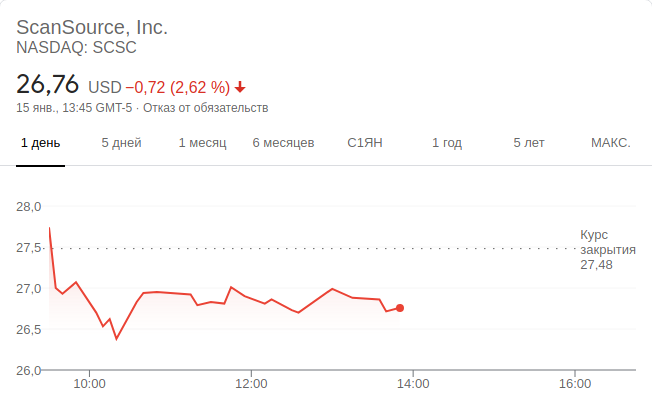 ScanSource, Inc.
NASDAQ: SCSC
26,76 USD −0,72 (2,62 %)
15 янв., 13:45 GMT-5 · Отказ от обязательств
1 день 5 дней 1 месяц 6 месяцев С1ЯН 1 год 5 лет МАКС.
28,0
27,5
27,0
26,5
26,0
Курс
закрытия
27,48
10:00 12:00 14:00 16:00